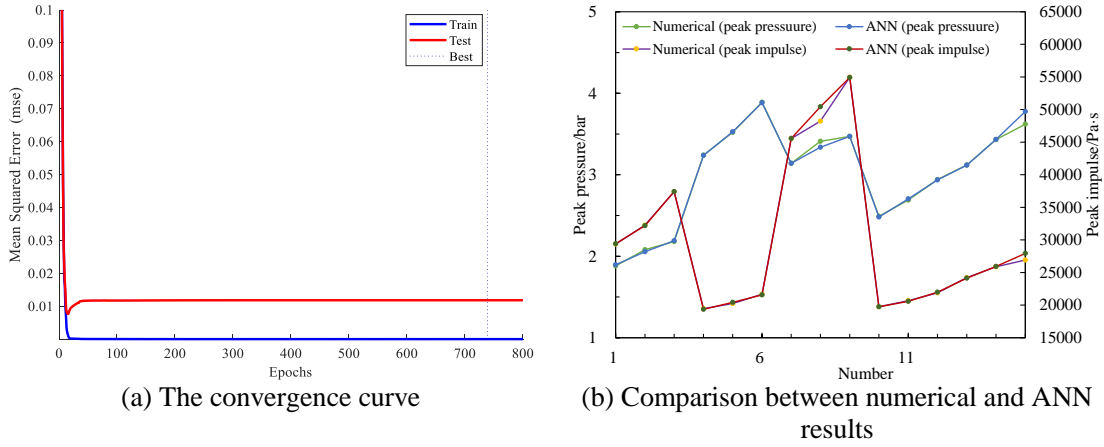 0.1
0.09
0.08
0.07
0.06
0.05
0.04
0.03
0.02
0.01
Mean Squared Error (mse)
Train
Test
Best
0 100 200 300 400 500 600 700 800
Epochs
(a) The convergence curve
5
4
3
2
1
Peak pressure/bar
Numerical (peak pressuure) ANN (peak pressuure)
Numerical (peak impulse) ANN (peak impulse)
65000
60000
55000
50000
45000
40000
35000
30000
25000
20000
15000
Peak impulse/Pa·s
1 6 11
Number
(b) Comparison between numerical and ANN
results